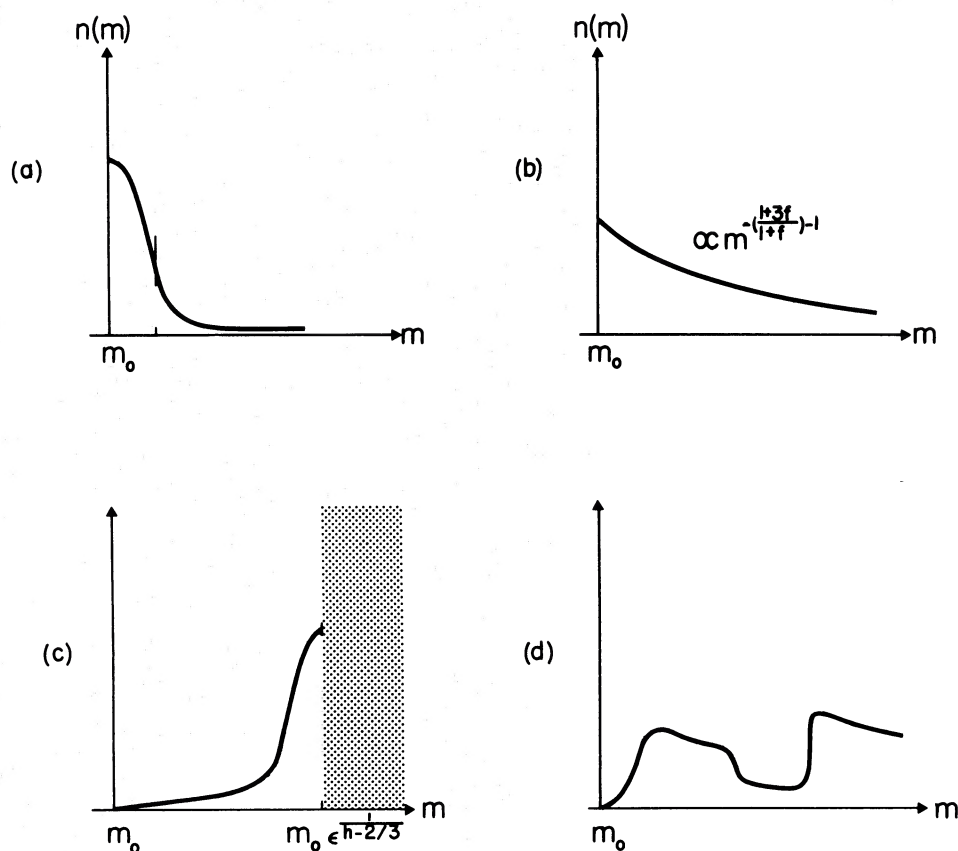 n(m)
(a)
m
m₀
n(m)
(b)
∝ m^-((1+3f)/(1+f))-1
m
m₀
(c)
m
m₀
m₀ ϵ^1/(h-2/3)
(d)
m
m₀